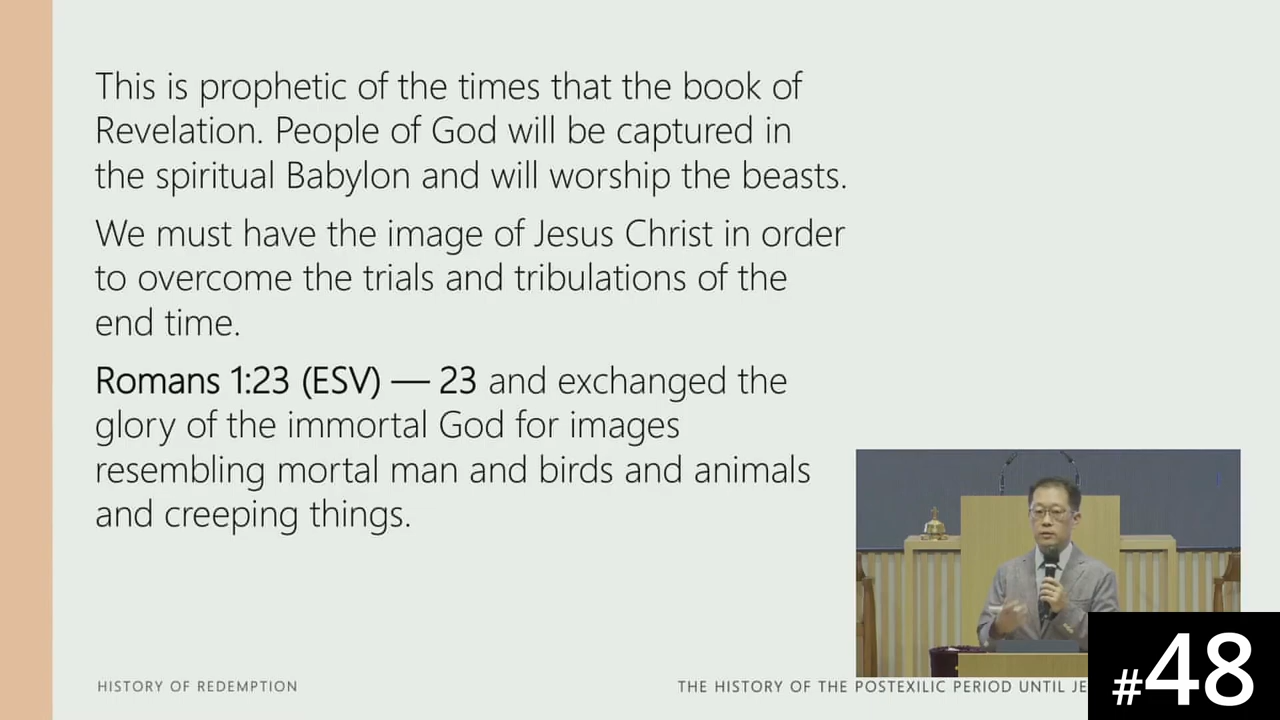 This is prophetic of the times that the book of
Revelation. People of God will be captured in
the spiritual Babylon and will worship the beasts.
We must have the image of Jesus Christ in order
to overcome the trials and tribulations of the
end time.
Romans 1:23 (ESV) — 23 and exchanged the
glory of the immortal God for images
resembling mortal man and birds and animals
and creeping things.
HISTORY OF REDEMPTION
THE HISTORY OF THE POSTEXILIC PERIOD UNTIL JE
#48